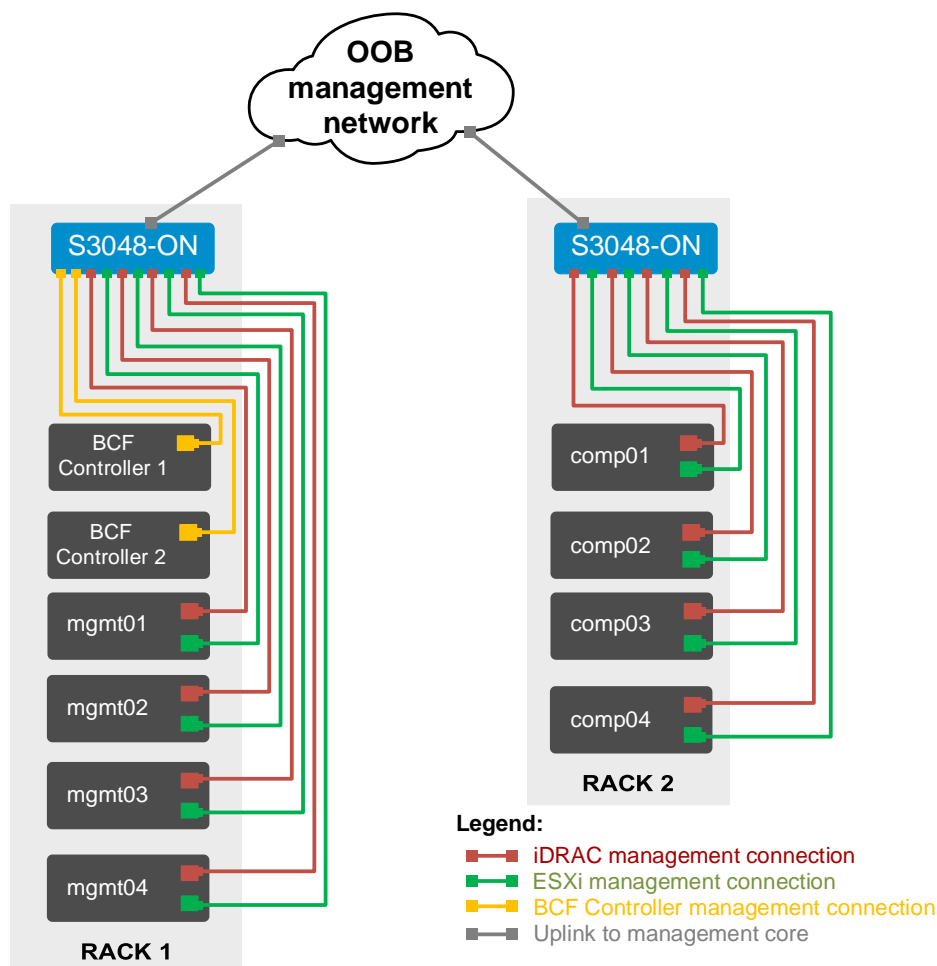 OOB
management
network
S3048-ON
BCF
Controller 1
BCF
Controller 2
mgmt01
mgmt02
mgmt03
mgmt04
RACK 1
S3048-ON
comp01
comp02
comp03
comp04
RACK 2
Legend:
iDRAC management connection
ESXi management connection
BCF Controller management connection
Uplink to management core